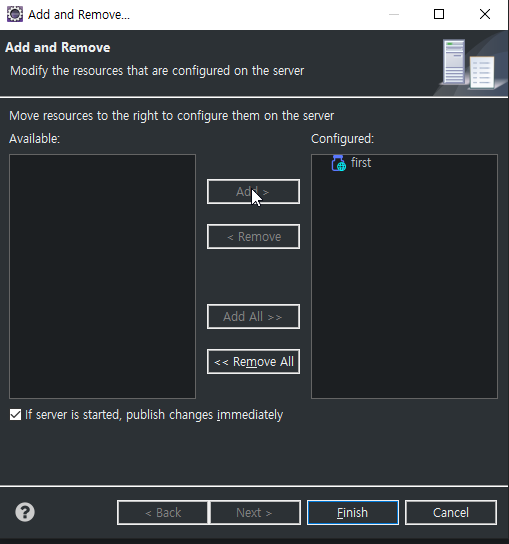 Add and Remove...
Add and Remove
Modify the resources that are configured on the server
Move resources to the right to configure them on the server
Available:
Configured:
first
Add >
< Remove
Add All >>
<< Remove All
If server is started, publish changes immediately
?
< Back
Next >
Finish
Cancel